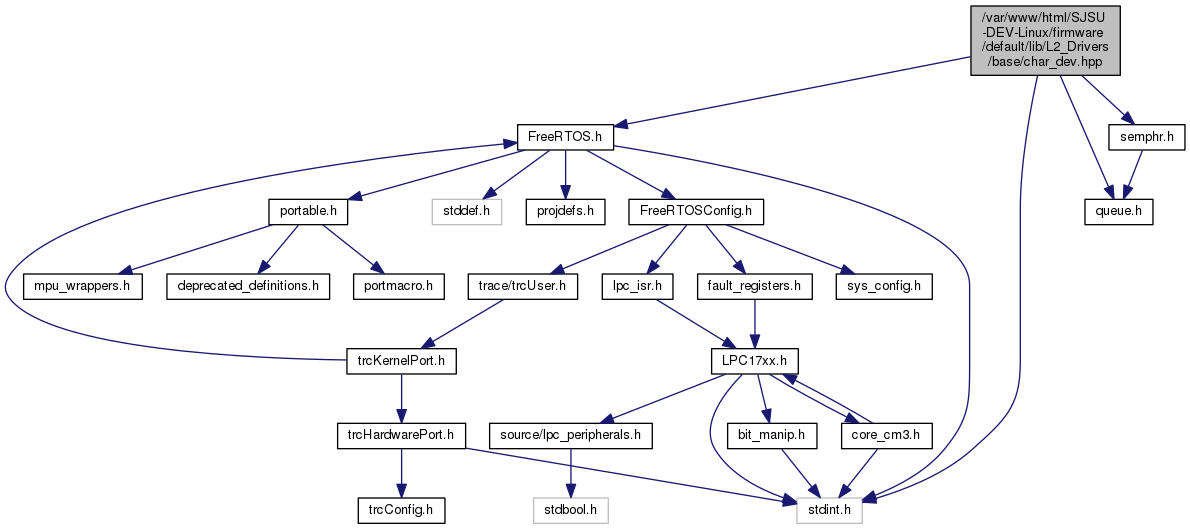 /var/www/html/SJSU
-DEV-Linux/firmware
/default/lib/L2_Drivers
/base/char_dev.hpp
FreeRTOS.h
semphr.h
portable.h
stddef.h
projdefs.h
FreeRTOSConfig.h
queue.h
mpu_wrappers.h
deprecated_definitions.h
portmacro.h
trace/trcUser.h
lpc_isr.h
fault_registers.h
sys_config.h
trcKernelPort.h
LPC17xx.h
trcHardwarePort.h
source/lpc_peripherals.h
bit_manip.h
core_cm3.h
trcConfig.h
stdbool.h
stdint.h